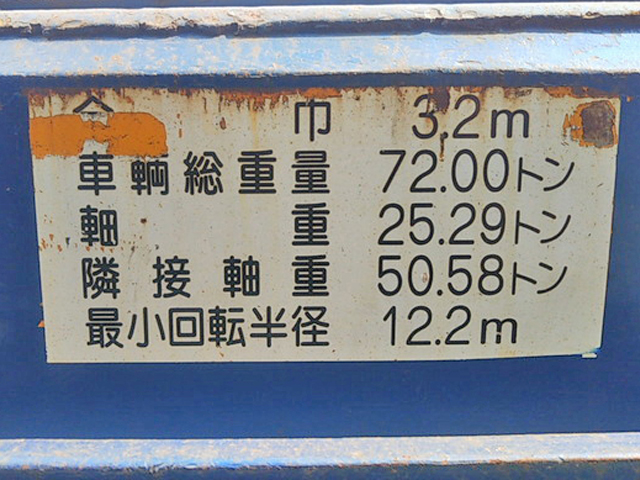 全 巾 3.2m
車輌総重量 72.00トン
軸 重 25.29トン
隣接軸重 50.58トン
最小回転半径 12.2m